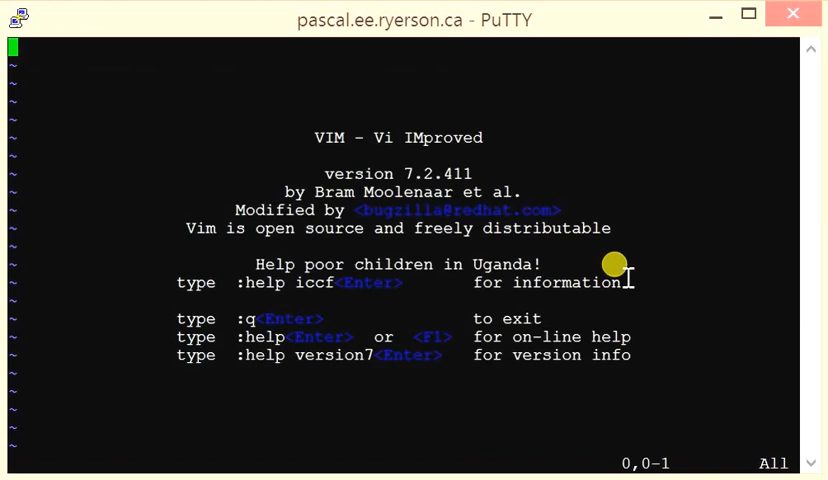 pascal.ee.ryerson.ca - PuTTY
~
~
~
~
VIM - Vi IMproved
~
~
version 7.2.411
~
by Bram Moolenaar et al.
~
Modified by <bugzilla@redhat.com>
~
Vim is open source and freely distributable
~
~
Help poor children in Uganda!
~
type :help iccf<Enter> for information
~
~
type :q<Enter> to exit
~
type :help<Enter> or <F1> for on-line help
~
type :help version7<Enter> for version info
~
~
~
~
~
0,0-1 All